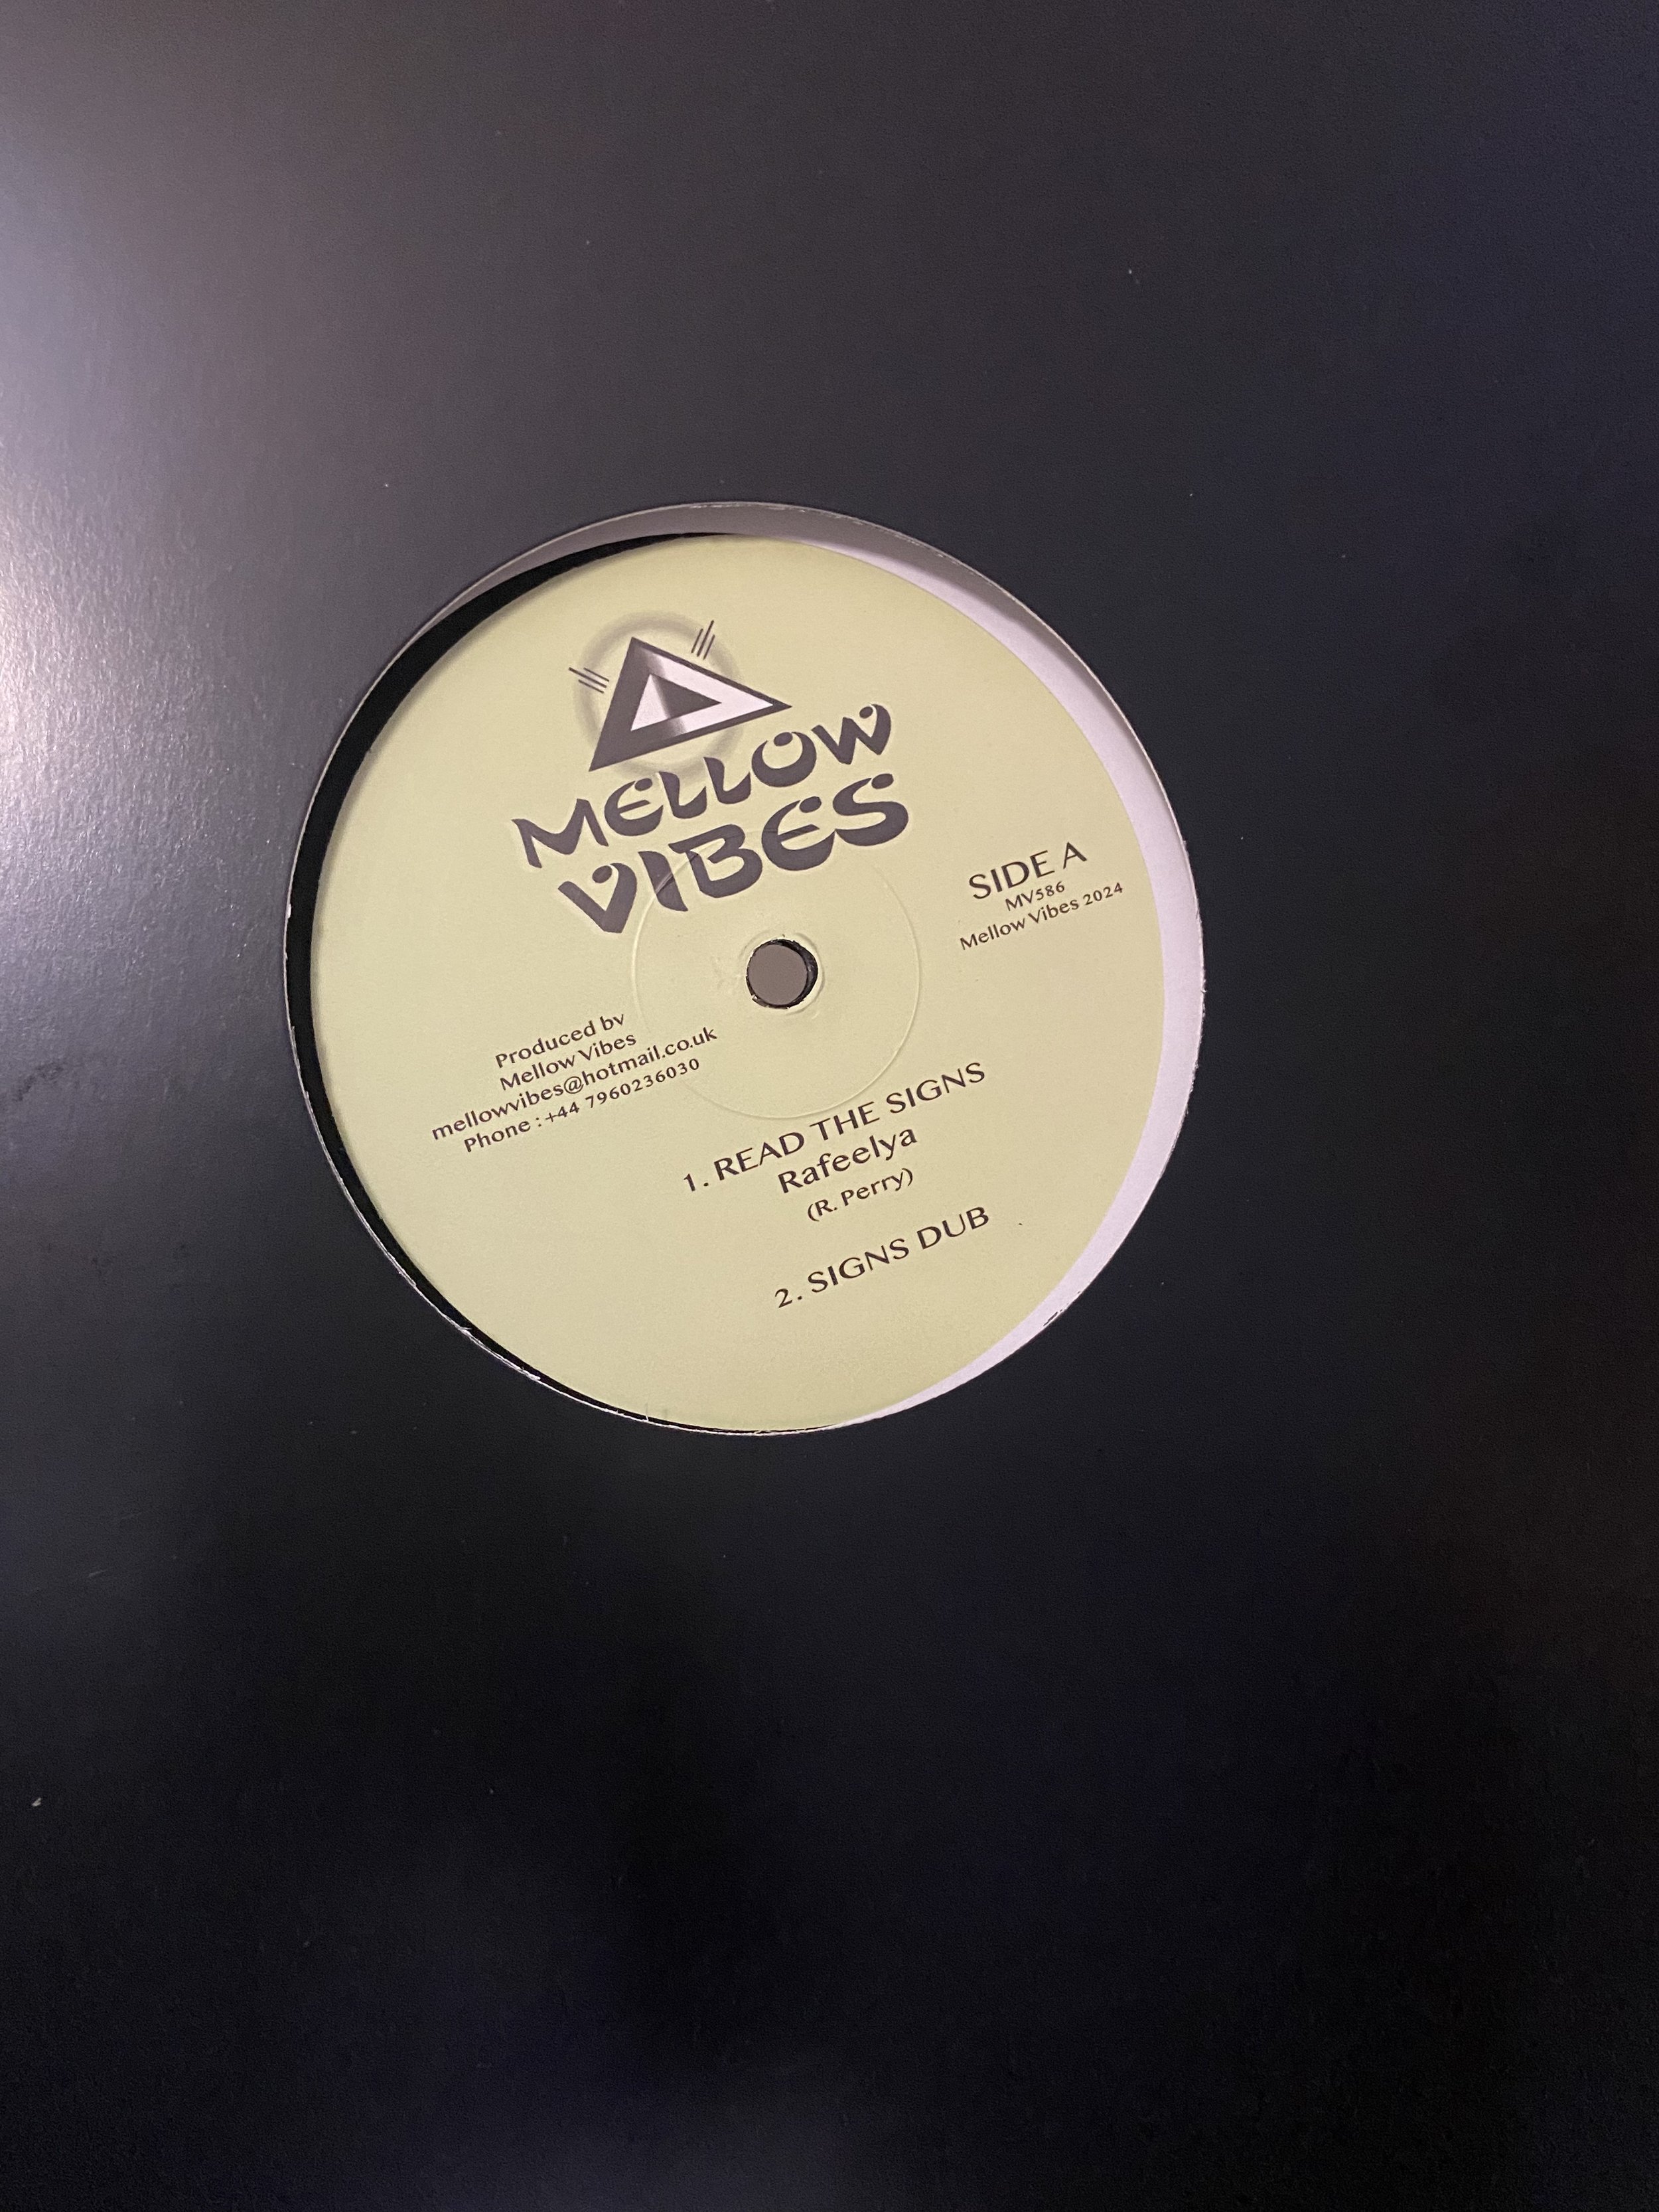 MELLOW
VIBES
SIDE A
MV586
Mellow Vibes 2024
Produced by
Mellow Vibes
mellowvibes@hotmail.co.uk
Phone : +44 7960236030
1. READ THE SIGNS
Rafeelya
(R. Perry)
2. SIGNS DUB